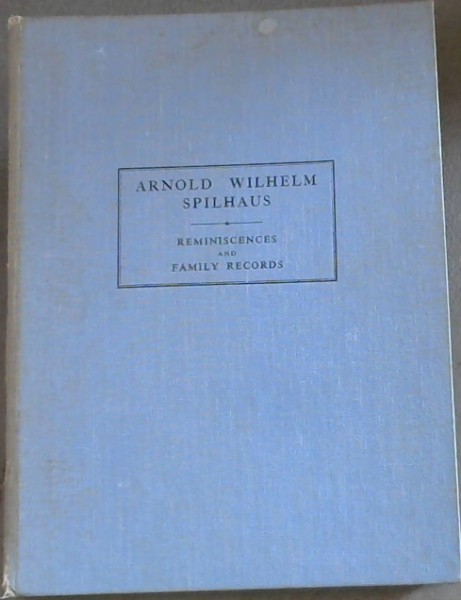 ARNOLD WILHELM
SPILHAUS
REMINISCENCES
AND
FAMILY RECORDS